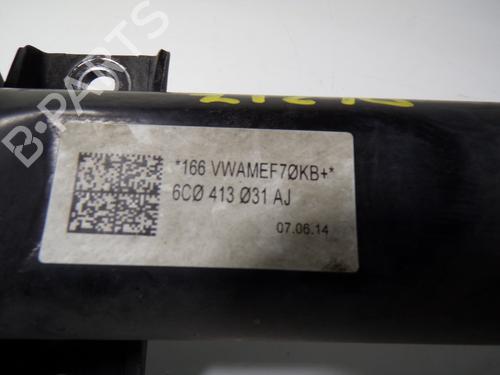 B-PARTS
*166 VWAMEF7ØKB+*
6CØ 413 Ø31 AJ
07.06.14